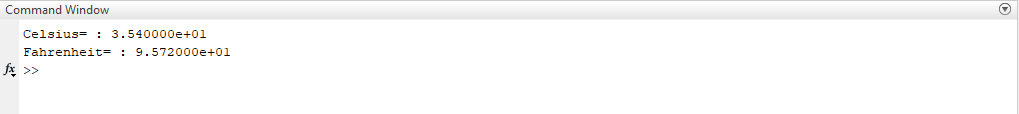 Command Window
Celsius= : 3.540000e+01
Fahrenheit= : 9.572000e+01
fx >>